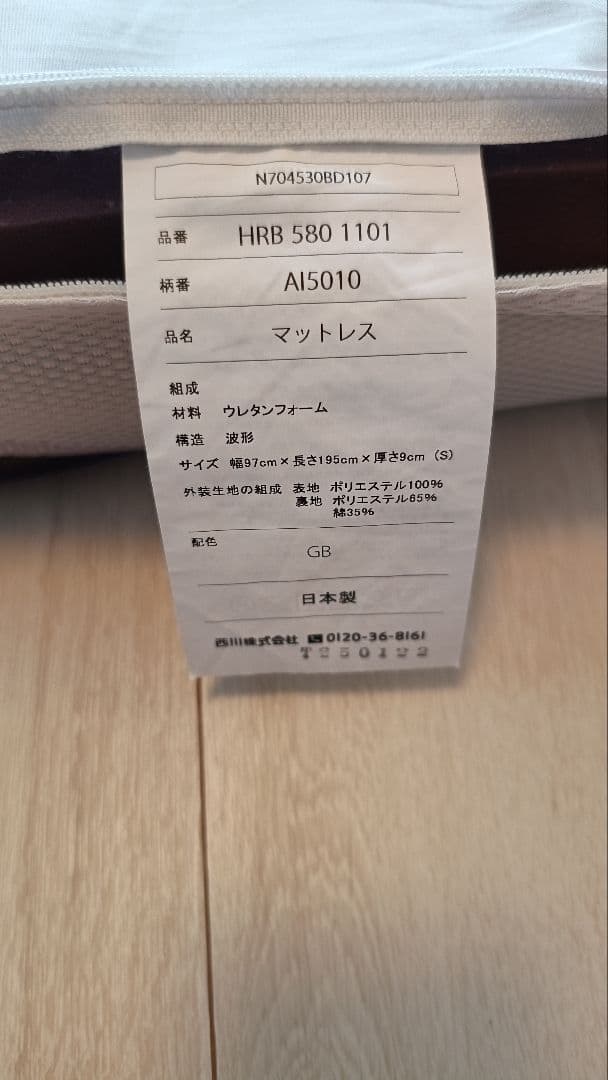 N704530BD107
品番 HRB 580 1101
柄番 AI5010
品名 マットレス
組成
材料 ウレタンフォーム
構造 波形
サイズ 幅97cm×長さ195cm×厚さ9cm (S)
外装生地の組成 表地 ポリエステル100%
裏地 ポリエステル65%
綿35%
配色 GB
日本製
西川株式会社 0120-36-8161
T250122